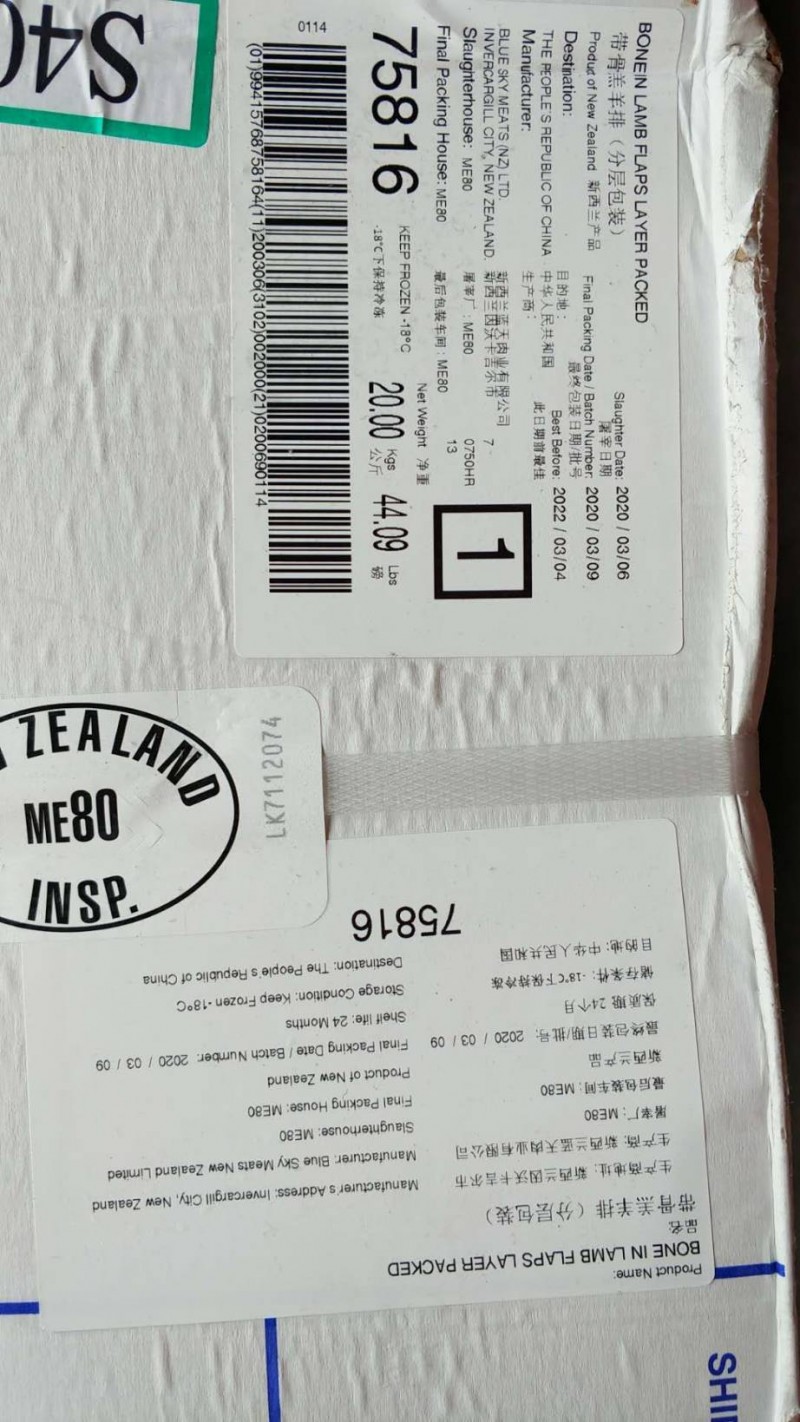 S40
BONEIN LAMB FLAPS LAYER PACKED
带骨羔羊排（分层包装）
Slaughter Date: 2020 / 03/06
屠宰日期
Product of New Zealand 新西兰产品
Final Packing Date / Batch Number: 2020 / 03/09
最终包装日期/批号
Destination: 目的地：
Best Before: 2022 / 03/04
THE PEOPLE'S REPUBLIC OF CHINA 中华人民共和国
此日期前最佳
Manufacturer: 生产商：
BLUE SKY MEATS (NZ) LTD. 新西兰蓝天肉业有限公司 7
INVERCARGILL CITY, NEW ZEALAND. 新西兰因沃卡吉尔市
Slaughterhouse: ME80 屠宰厂：ME80 0750HR
13
Final Packing House: ME80 最后包装车间：ME80
1
75816
KEEP FROZEN -18°C
-18℃下保持冷冻
Net Weight 净重
20.00 Kgs 公斤 44.09 Lbs 磅
0114
(01)99415768758164(11)200306(3102)002000(21)0200690114
ZEALAND
ME80
INSP.
LK7112074
Product Name:
BONE IN LAMB FLAPS LAYER PACKED
品名
带骨羔羊排（分层包装）
Manufacturer's Address: Invercargill City, New Zealand
生产商地址: 新西兰因沃卡吉尔市
Manufacturer: Blue Sky Meats New Zealand Limited
生产商: 新西兰蓝天肉业有限公司
Slaughterhouse: ME80
屠宰厂: ME80
Final Packing House: ME80
最后包装车间: ME80
Product of New Zealand
新西兰产品
Final Packing Date / Batch Number: 2020 / 03 / 09
最终包装日期/批号: 2020 / 03 / 09
Shelf life: 24 Months
保质期: 24个月
Storage Condition: Keep Frozen -18°C
储存条件: -18℃下保持冷冻
Destination: The People's Republic of China
目的地: 中华人民共和国
75816